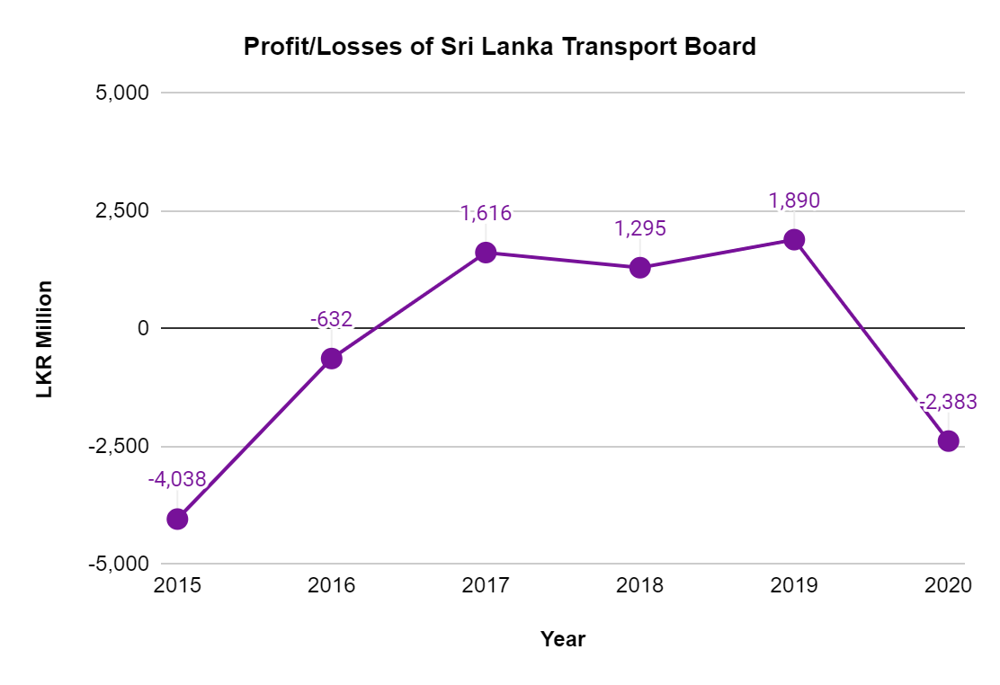 Profit/Losses of Sri Lanka Transport Board
5,000
2,500
0
-2,500
-5,000
LKR Million
-4,038
-632
1,616
1,295
1,890
-2,383
2015 2016 2017 2018 2019 2020
Year